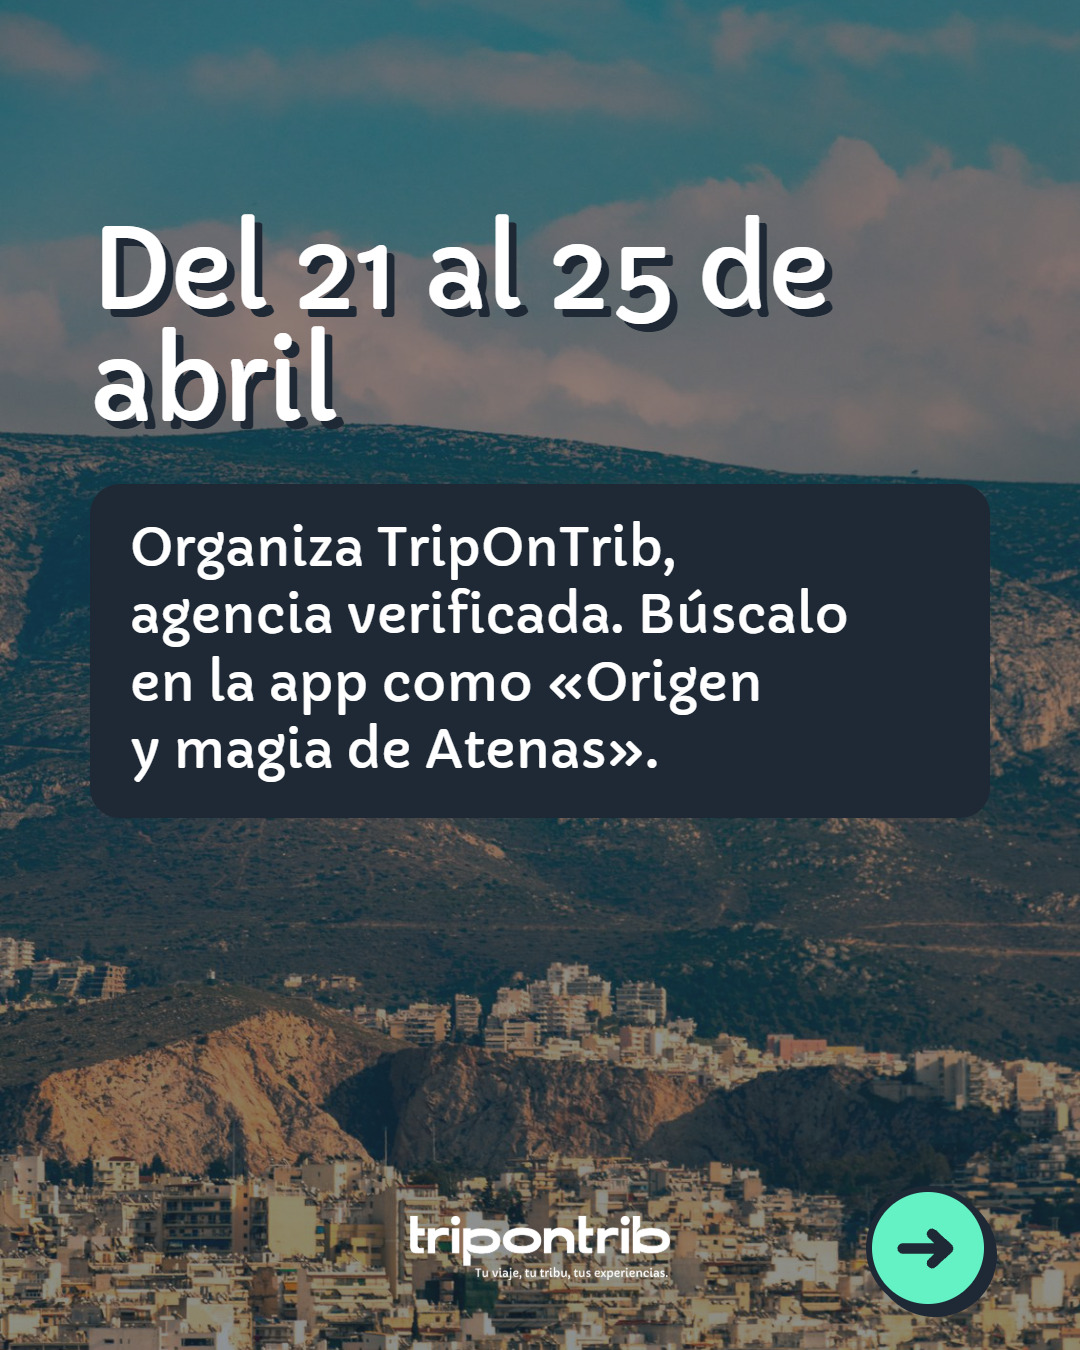 Del 21 al 25 de
abril
Organiza TripOnTrib,
agencia verificada. Búscalo
en la app como «Origen
y magia de Atenas».
tripontrib
Tu viaje, tu tribu, tus experiencias.